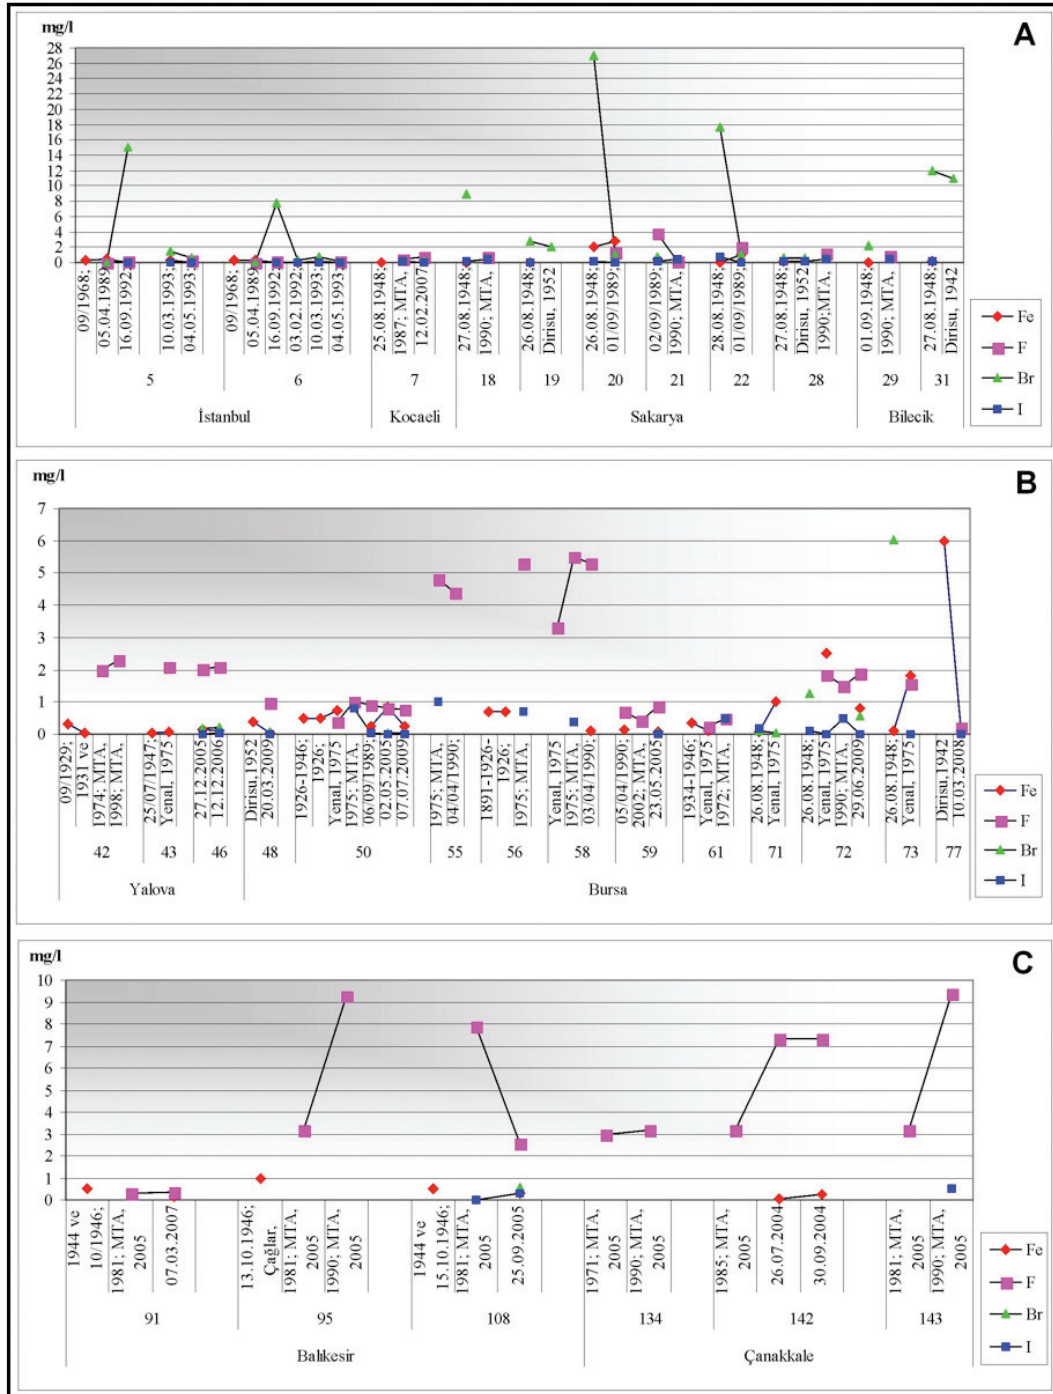 A
mg/l
28
26
24
22
20
18
16
14
12
10
8
6
4
2
0
09/1968;
05.04.1989
16.09.1992
10.03.1993;
04.05.1993
09/1968;
05.04.1989
16.09.1992
03.02.1992;
10.03.1993
04.05.1993
25.08.1948;
1987; MTA,
12.02.2007
27.08.1948;
1990; MTA,
26.08.1948;
Dirisu, 1952
26.08.1948;
01/09/1989;
02/09/1989;
1990; MTA,
28.08.1948;
01/09/1989;
27.08.1948;
Dirisu, 1952
1990;MTA,
01.09.1948;
1990; MTA,
27.08.1948;
Dirisu, 1942
5 6 7 18 19 20 21 22 28 29 31
İstanbul Kocaeli Sakarya Bilecik
Fe
F
Br
I
B
mg/l
7
6
5
4
3
2
1
0
09/1929;
1931 ve
1974; MTA,
1998; MTA,
25/07/1947;
Yenal, 1975
27.12.2005
12.12.2006
Dirisu,1952
20.03.2009
1926-1946;
1926;
Yenal, 1975
1975; MTA,
06/09/1989;
02.05.2005
07.07.2009
1975; MTA,
04/04/1990;
1891-1926-
1926;
1975; MTA,
Yenal, 1975
1975; MTA,
03/04/1990;
05/04/1990;
2002; MTA,
23.05.2005
1934-1946;
Yenal, 1975
1972; MTA,
26.08.1948;
Yenal, 1975
26.08.1948;
Yenal, 1975
1990; MTA,
29.06.2009
26.08.1948;
Yenal, 1975
Dirisu,1942
10.03.2008
42 43 46 48 50 55 56 58 59 61 71 72 73 77
Yalova Bursa
Fe
F
Br
I
C
mg/l
10
9
8
7
6
5
4
3
2
1
0
1944 ve
10/1946;
1981; MTA,
2005
07.03.2007
13.10.1946;
Çağlar,
1981; MTA,
2005
1990; MTA,
2005
1944 ve
15.10.1946;
1981; MTA,
2005
25.09.2005
1971; MTA,
2005
1990; MTA,
2005
1985; MTA,
2005
26.07.2004
30.09.2004
1981; MTA,
2005
1990; MTA,
2005
91 95 108 134 142 143
Balıkesir Çanakkale
Fe
F
Br
I